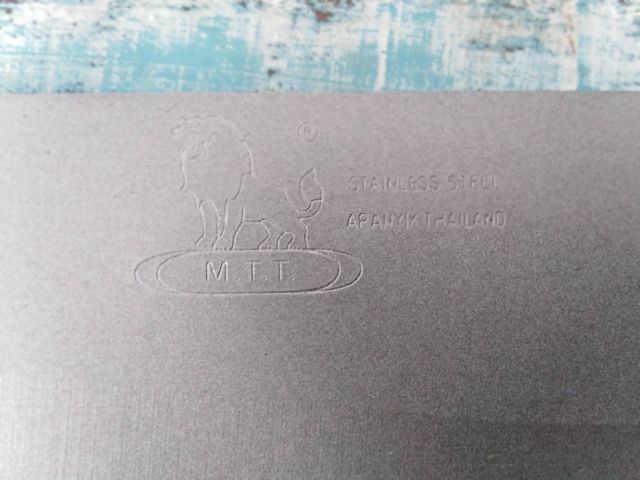 ®
STAINLESS STEEL
ARANYIK THAILAND
M.T.T.